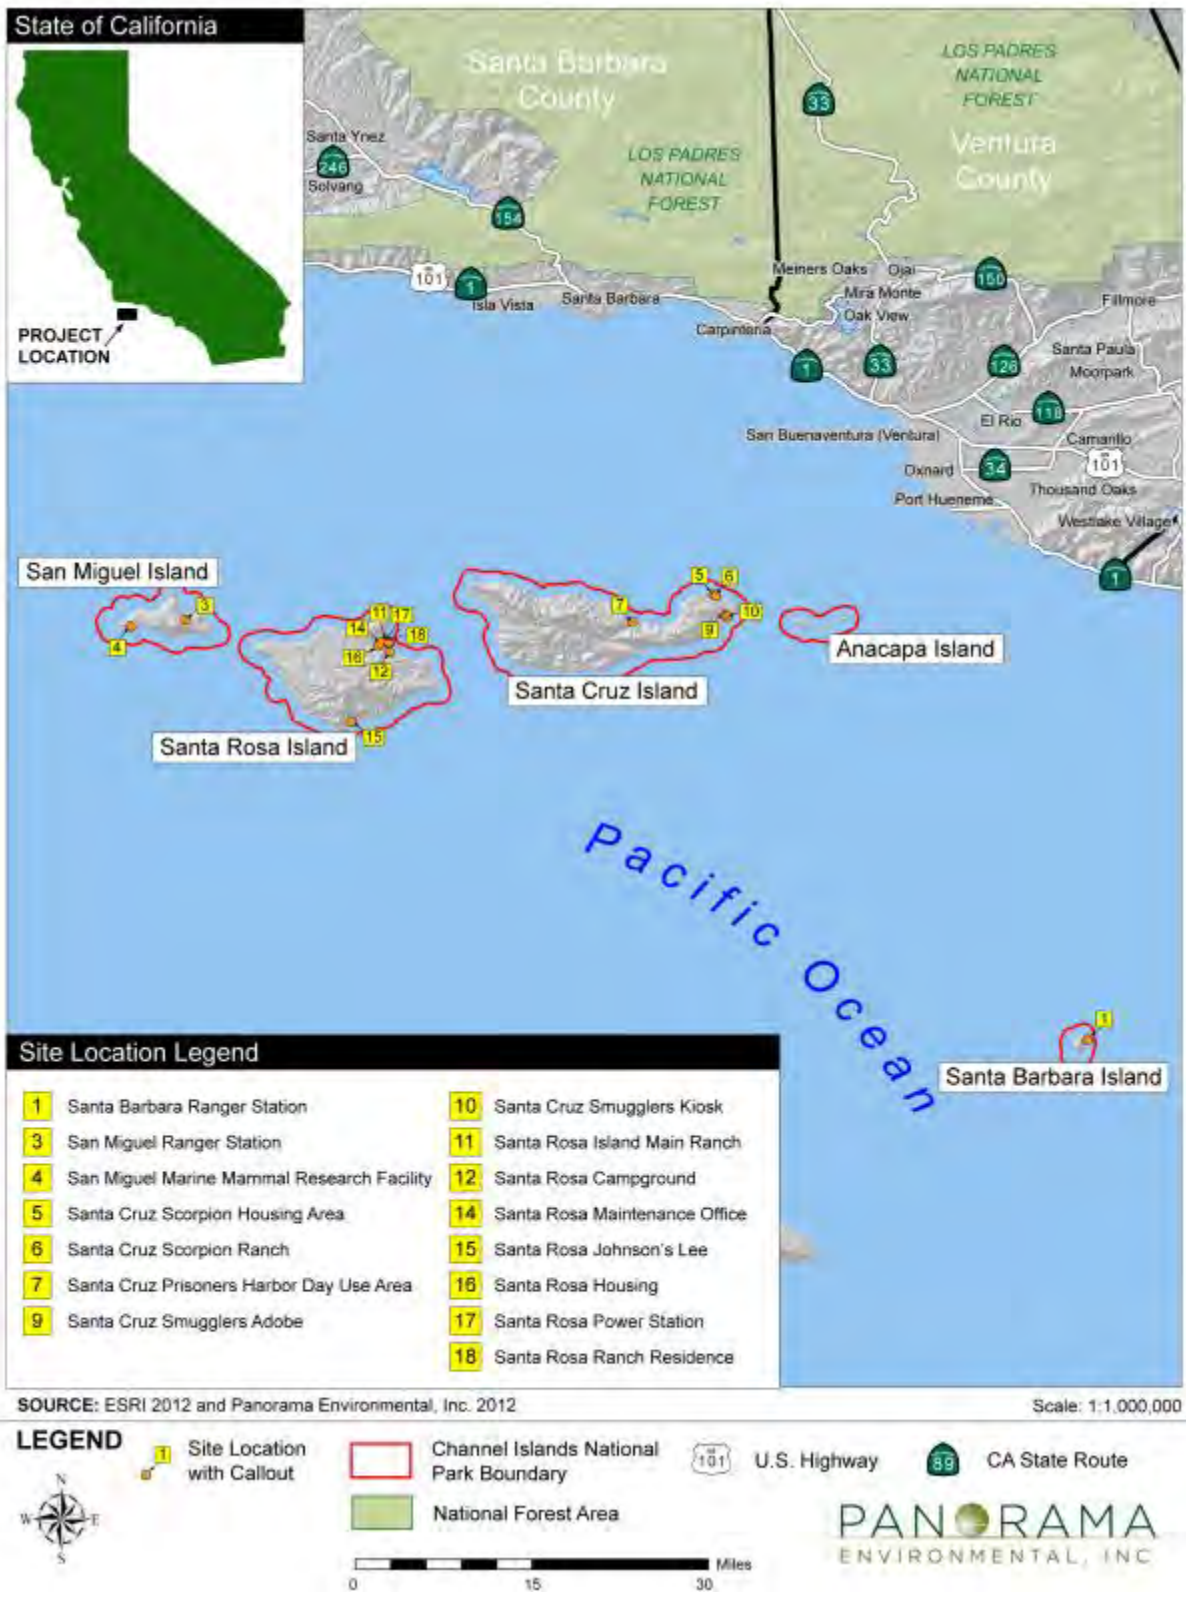 State of California
PROJECT
LOCATION
Santa Barbara
County
LOS PADRES
NATIONAL
FOREST
33
LOS PADRES
NATIONAL
FOREST
Ventura
County
Santa Ynez
246
Solvang
154
101
1
Isla Vista
Santa Barbara
Meiners Oaks
Ojai
150
Mira Monte
Oak View
Fillmore
Carpinteria
1
33
126
Santa Paula
Moorpark
118
El Rio
San Buenaventura (Ventura)
Camarillo
101
Oxnard
34
Thousand Oaks
Port Hueneme
Westlake Village
1
San Miguel Island
3
4
11
17
14
18
16
12
15
Santa Rosa Island
5
6
7
10
9
Santa Cruz Island
Anacapa Island
Pacific Ocean
1
Santa Barbara Island
Site Location Legend
1 Santa Barbara Ranger Station
3 San Miguel Ranger Station
4 San Miguel Marine Mammal Research Facility
5 Santa Cruz Scorpion Housing Area
6 Santa Cruz Scorpion Ranch
7 Santa Cruz Prisoners Harbor Day Use Area
9 Santa Cruz Smugglers Adobe
10 Santa Cruz Smugglers Kiosk
11 Santa Rosa Island Main Ranch
12 Santa Rosa Campground
14 Santa Rosa Maintenance Office
15 Santa Rosa Johnson's Lee
16 Santa Rosa Housing
17 Santa Rosa Power Station
18 Santa Rosa Ranch Residence
SOURCE: ESRI 2012 and Panorama Environmental, Inc. 2012
Scale: 1:1,000,000
LEGEND
N
W E
S
1
Site Location
with Callout
Channel Islands National
Park Boundary
National Forest Area
101
U.S. Highway
89
CA State Route
0 15 30
Miles
PANORAMA
ENVIRONMENTAL, INC